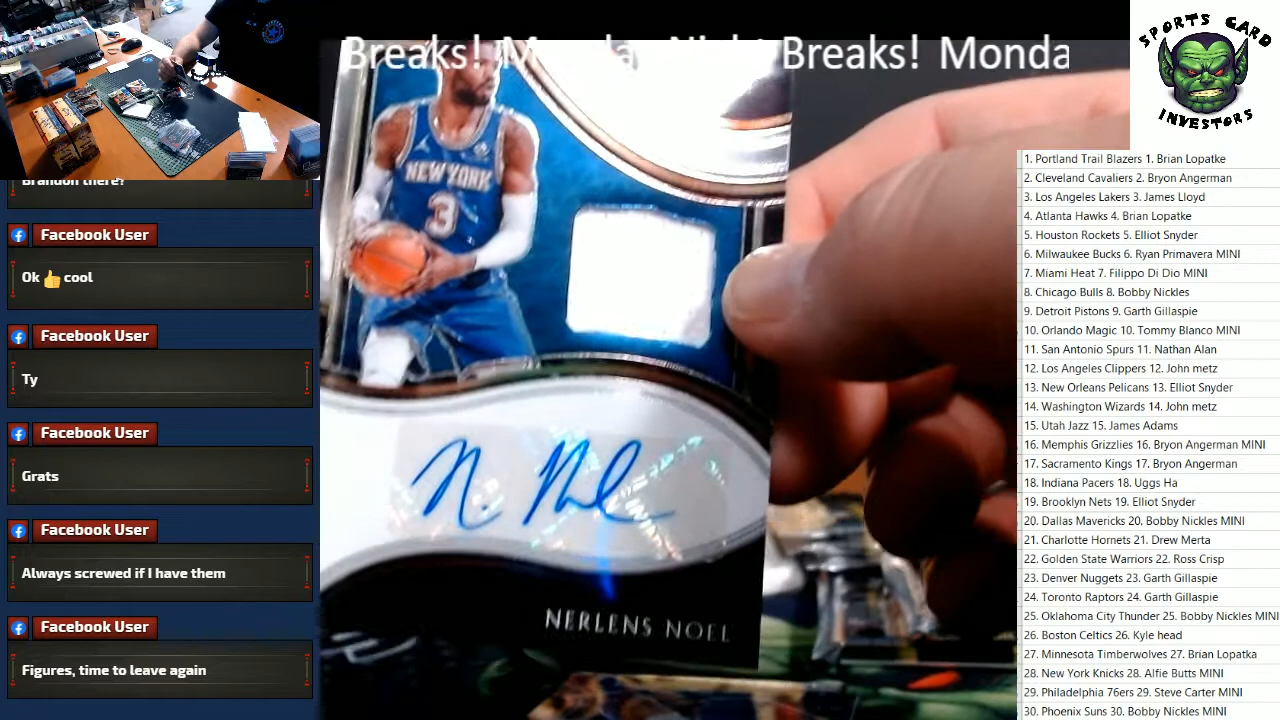 Breaks! Monday Night Breaks! Monda
SPORTS CARD
INVESTORS
Brandon there?
Facebook User
Ok 👍 cool
Facebook User
Ty
Facebook User
Grats
Facebook User
Always screwed if I have them
Facebook User
Figures, time to leave again
NEW YORK
3
N. Noel
NERLENS NOEL
1. Portland Trail Blazers 1. Brian Lopatke
2. Cleveland Cavaliers 2. Bryon Angerman
3. Los Angeles Lakers 3. James Lloyd
4. Atlanta Hawks 4. Brian Lopatke
5. Houston Rockets 5. Elliot Snyder
6. Milwaukee Bucks 6. Ryan Primavera MINI
7. Miami Heat 7. Filippo Di Dio MINI
8. Chicago Bulls 8. Bobby Nickles
9. Detroit Pistons 9. Garth Gillaspie
10. Orlando Magic 10. Tommy Blanco MINI
11. San Antonio Spurs 11. Nathan Alan
12. Los Angeles Clippers 12. John metz
13. New Orleans Pelicans 13. Elliot Snyder
14. Washington Wizards 14. John metz
15. Utah Jazz 15. James Adams
16. Memphis Grizzlies 16. Bryon Angerman MINI
17. Sacramento Kings 17. Bryon Angerman
18. Indiana Pacers 18. Uggs Ha
19. Brooklyn Nets 19. Elliot Snyder
20. Dallas Mavericks 20. Bobby Nickles MINI
21. Charlotte Hornets 21. Drew Merta
22. Golden State Warriors 22. Ross Crisp
23. Denver Nuggets 23. Garth Gillaspie
24. Toronto Raptors 24. Garth Gillaspie
25. Oklahoma City Thunder 25. Bobby Nickles MINI
26. Boston Celtics 26. Kyle head
27. Minnesota Timberwolves 27. Brian Lopatka
28. New York Knicks 28. Alfie Butts MINI
29. Philadelphia 76ers 29. Steve Carter MINI
30. Phoenix Suns 30. Bobby Nickles MINI